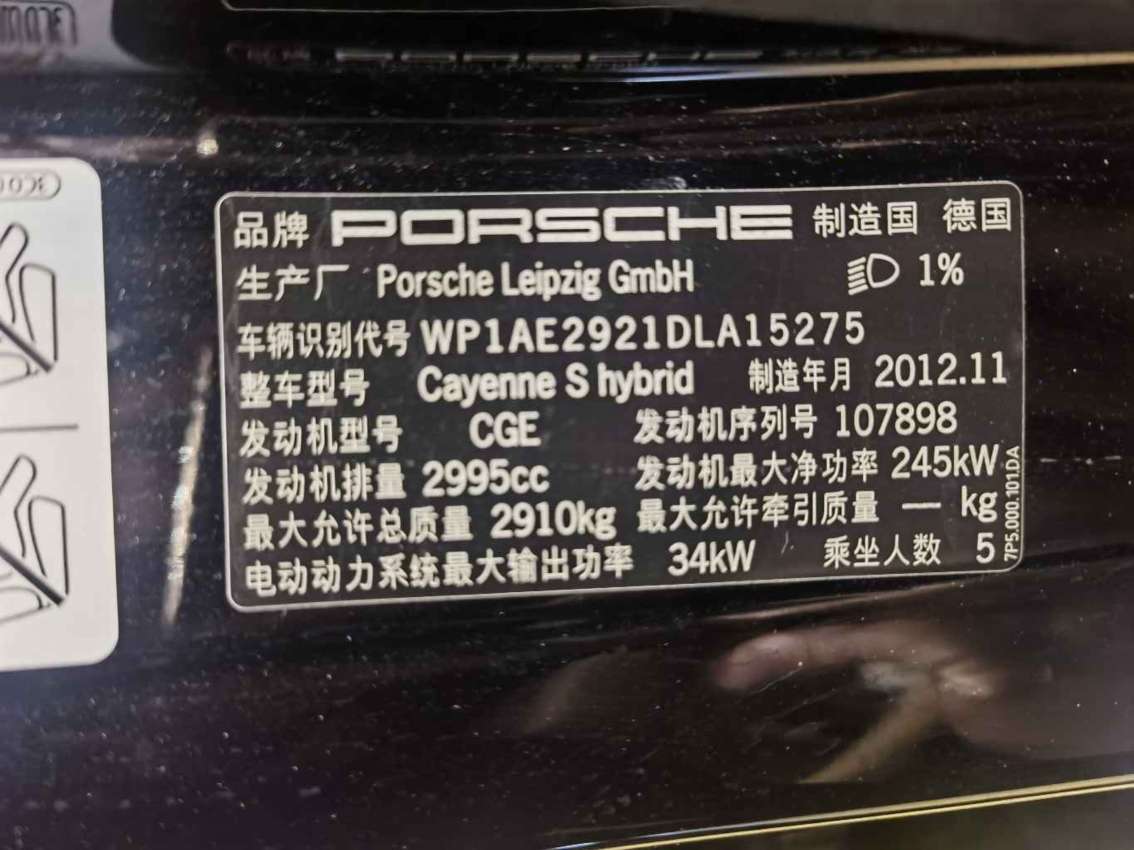 品牌 PORSCHE 制造国 德国
生产厂 Porsche Leipzig GmbH 1%
车辆识别代号 WP1AE2921DLA15275
整车型号 Cayenne S hybrid 制造年月 2012.11
发动机型号 CGE 发动机序列号 107898
发动机排量 2995cc 发动机最大净功率 245kW
最大允许总质量 2910kg 最大允许牵引质量 — kg
电动动力系统最大输出功率 34kW 乘坐人数 5
7P5.000.101.DA